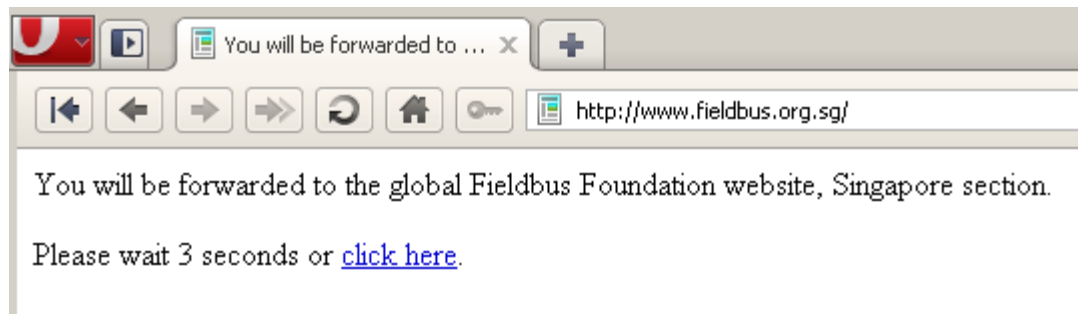 You will be forwarded to ...
http://www.fieldbus.org.sg/
You will be forwarded to the global Fieldbus Foundation website, Singapore section.
Please wait 3 seconds or click here.